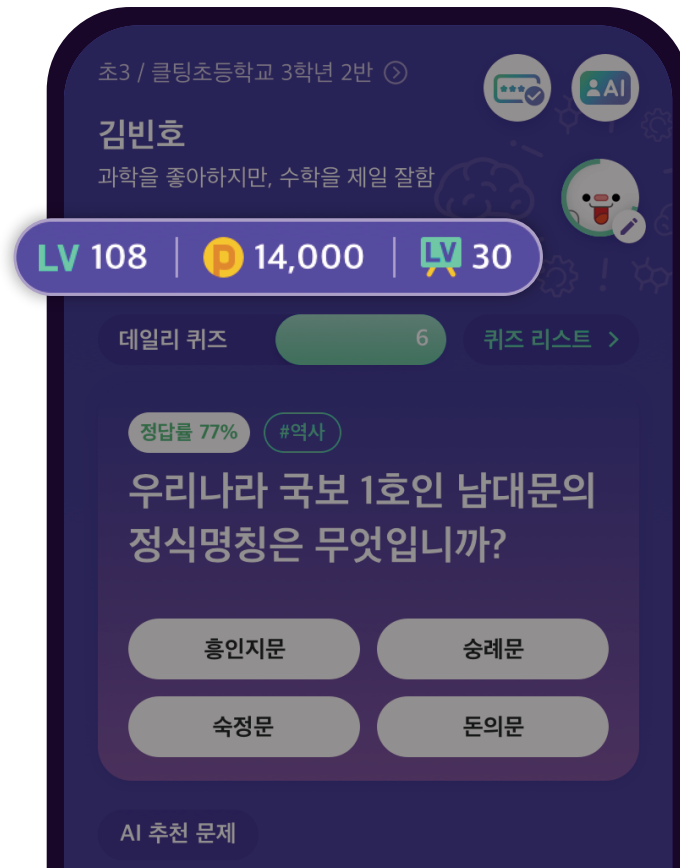 초3 / 클팅초등학교 3학년 2반
AI
김빈호
과학을 좋아하지만, 수학을 제일 잘함
LV 108 P 14,000 LV 30
데일리 퀴즈 6 퀴즈 리스트 >
정답률 77% #역사
우리나라 국보 1호인 남대문의
정식명칭은 무엇입니까?
흥인지문 숭례문
숙정문 돈의문
AI 추천 문제